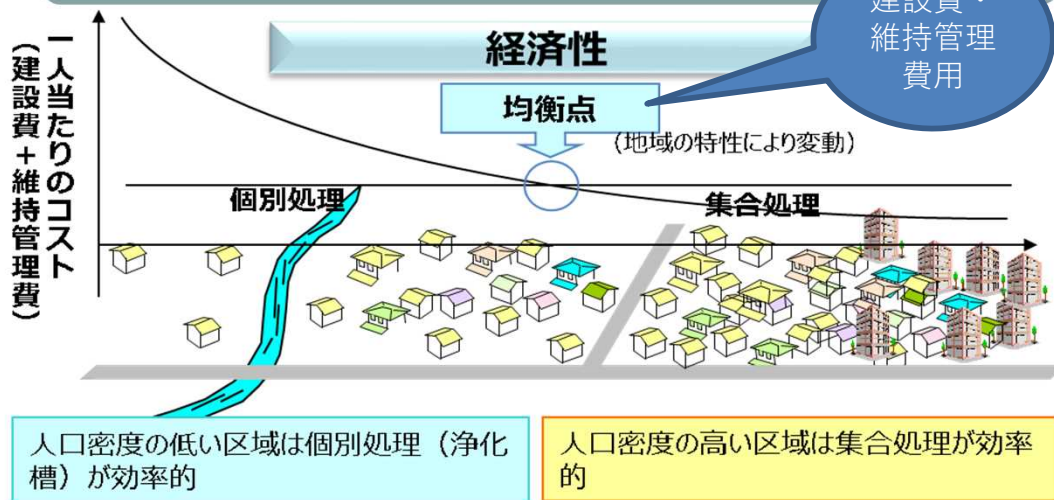 建設費・
維持管理
費用
経済性
均衡点
(地域の特性により変動)
一人当たりのコスト
(建設費+維持管理費)
個別処理
集合処理
人口密度の低い区域は個別処理(浄化
槽)が効率的
人口密度の高い区域は集合処理が効率
的